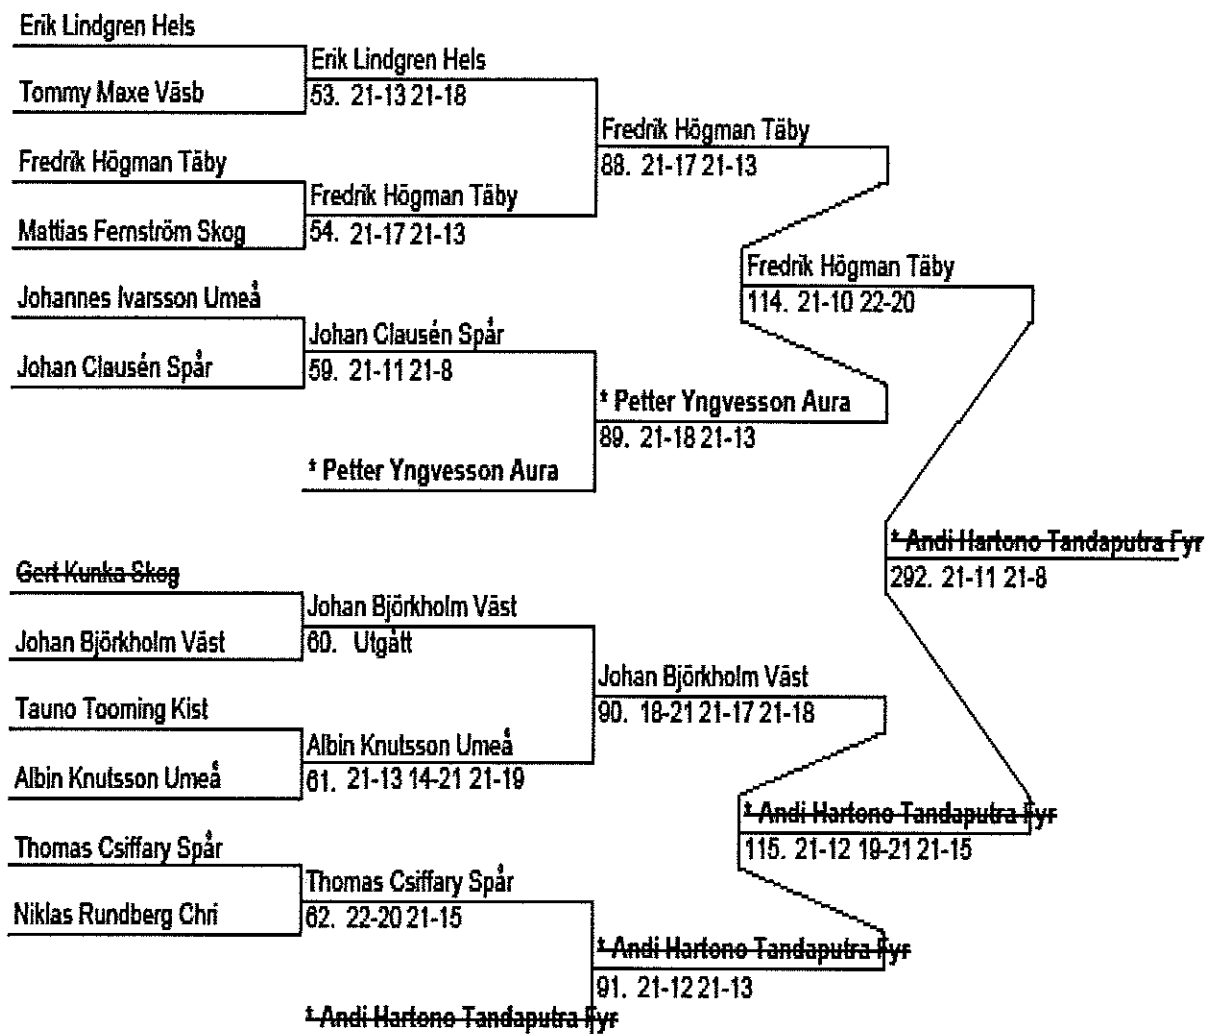 Erik Lindgren Hels
Erik Lindgren Hels
Tommy Maxe Väsb
53. 21-13 21-18
Fredrik Högman Täby
Fredrik Högman Täby
88. 21-17 21-13
Fredrik Högman Täby
Mattias Fernström Skog
54. 21-17 21-13
Fredrik Högman Täby
Johannes Ivarsson Umeå
114. 21-10 22-20
Johan Clausén Spår
Johan Clausén Spår
59. 21-11 21-8
* Petter Yngvesson Aura
89. 21-18 21-13
* Petter Yngvesson Aura
* Andi Hartono Tandaputra Fyr
Gert Kunka Skog
292. 21-11 21-8
Johan Björkholm Väst
Johan Björkholm Väst
60. Utgått
Johan Björkholm Väst
Tauno Tooming Kist
90. 18-21 21-17 21-18
Albin Knutsson Umeå
Albin Knutsson Umeå
61. 21-13 14-21 21-19
* Andi Hartono Tandaputra Fyr
Thomas Csiffary Spår
115. 21-12 19-21 21-15
Thomas Csiffary Spår
Niklas Rundberg Chri
62. 22-20 21-15
* Andi Hartono Tandaputra Fyr
91. 21-12 21-13
* Andi Hartono Tandaputra Fyr